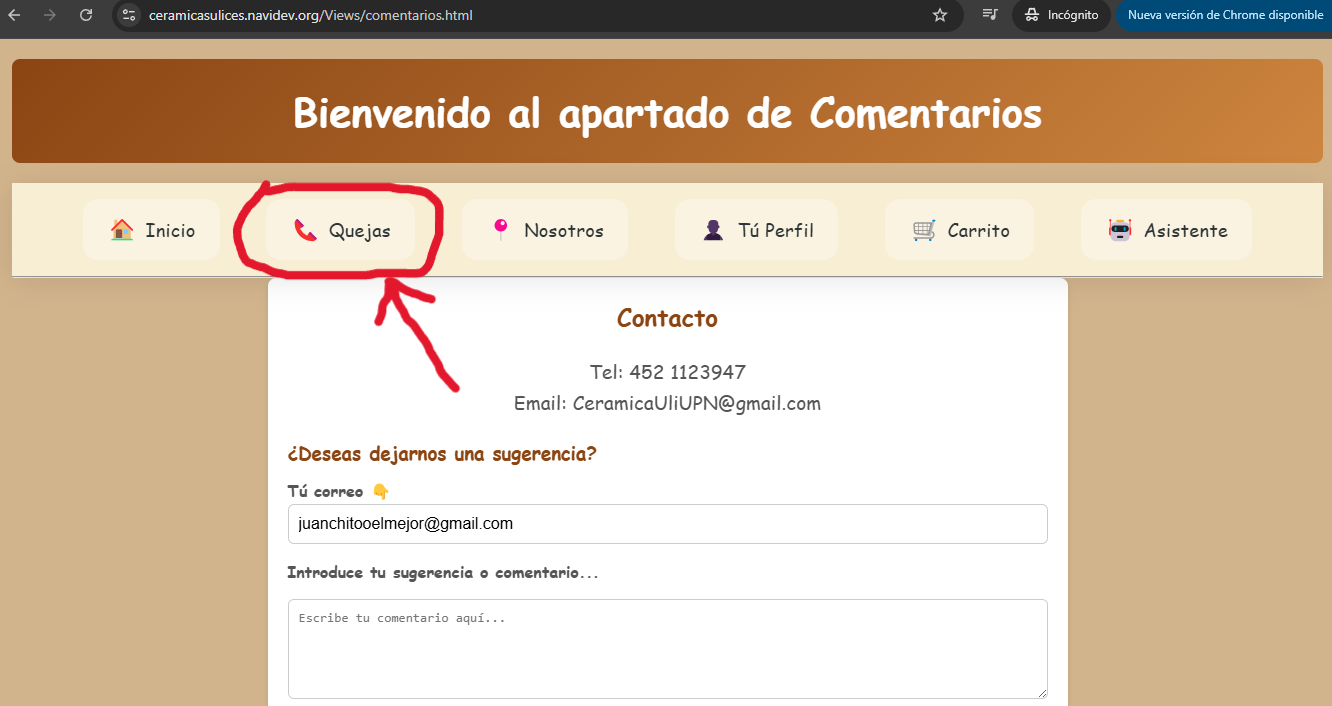 ceramicasulices.navidev.org/Views/comentarios.html
Incógnito
Nueva versión de Chrome disponible
Bienvenido al apartado de Comentarios
Inicio
Quejas
Nosotros
Tú Perfil
Carrito
Asistente
Contacto
Tel: 452 1123947
Email: CeramicaUliUPN@gmail.com
¿Deseas dejarnos una sugerencia?
Tú correo 👇
juanchitooelmejor@gmail.com
Introduce tu sugerencia o comentario...
Escribe tu comentario aquí...